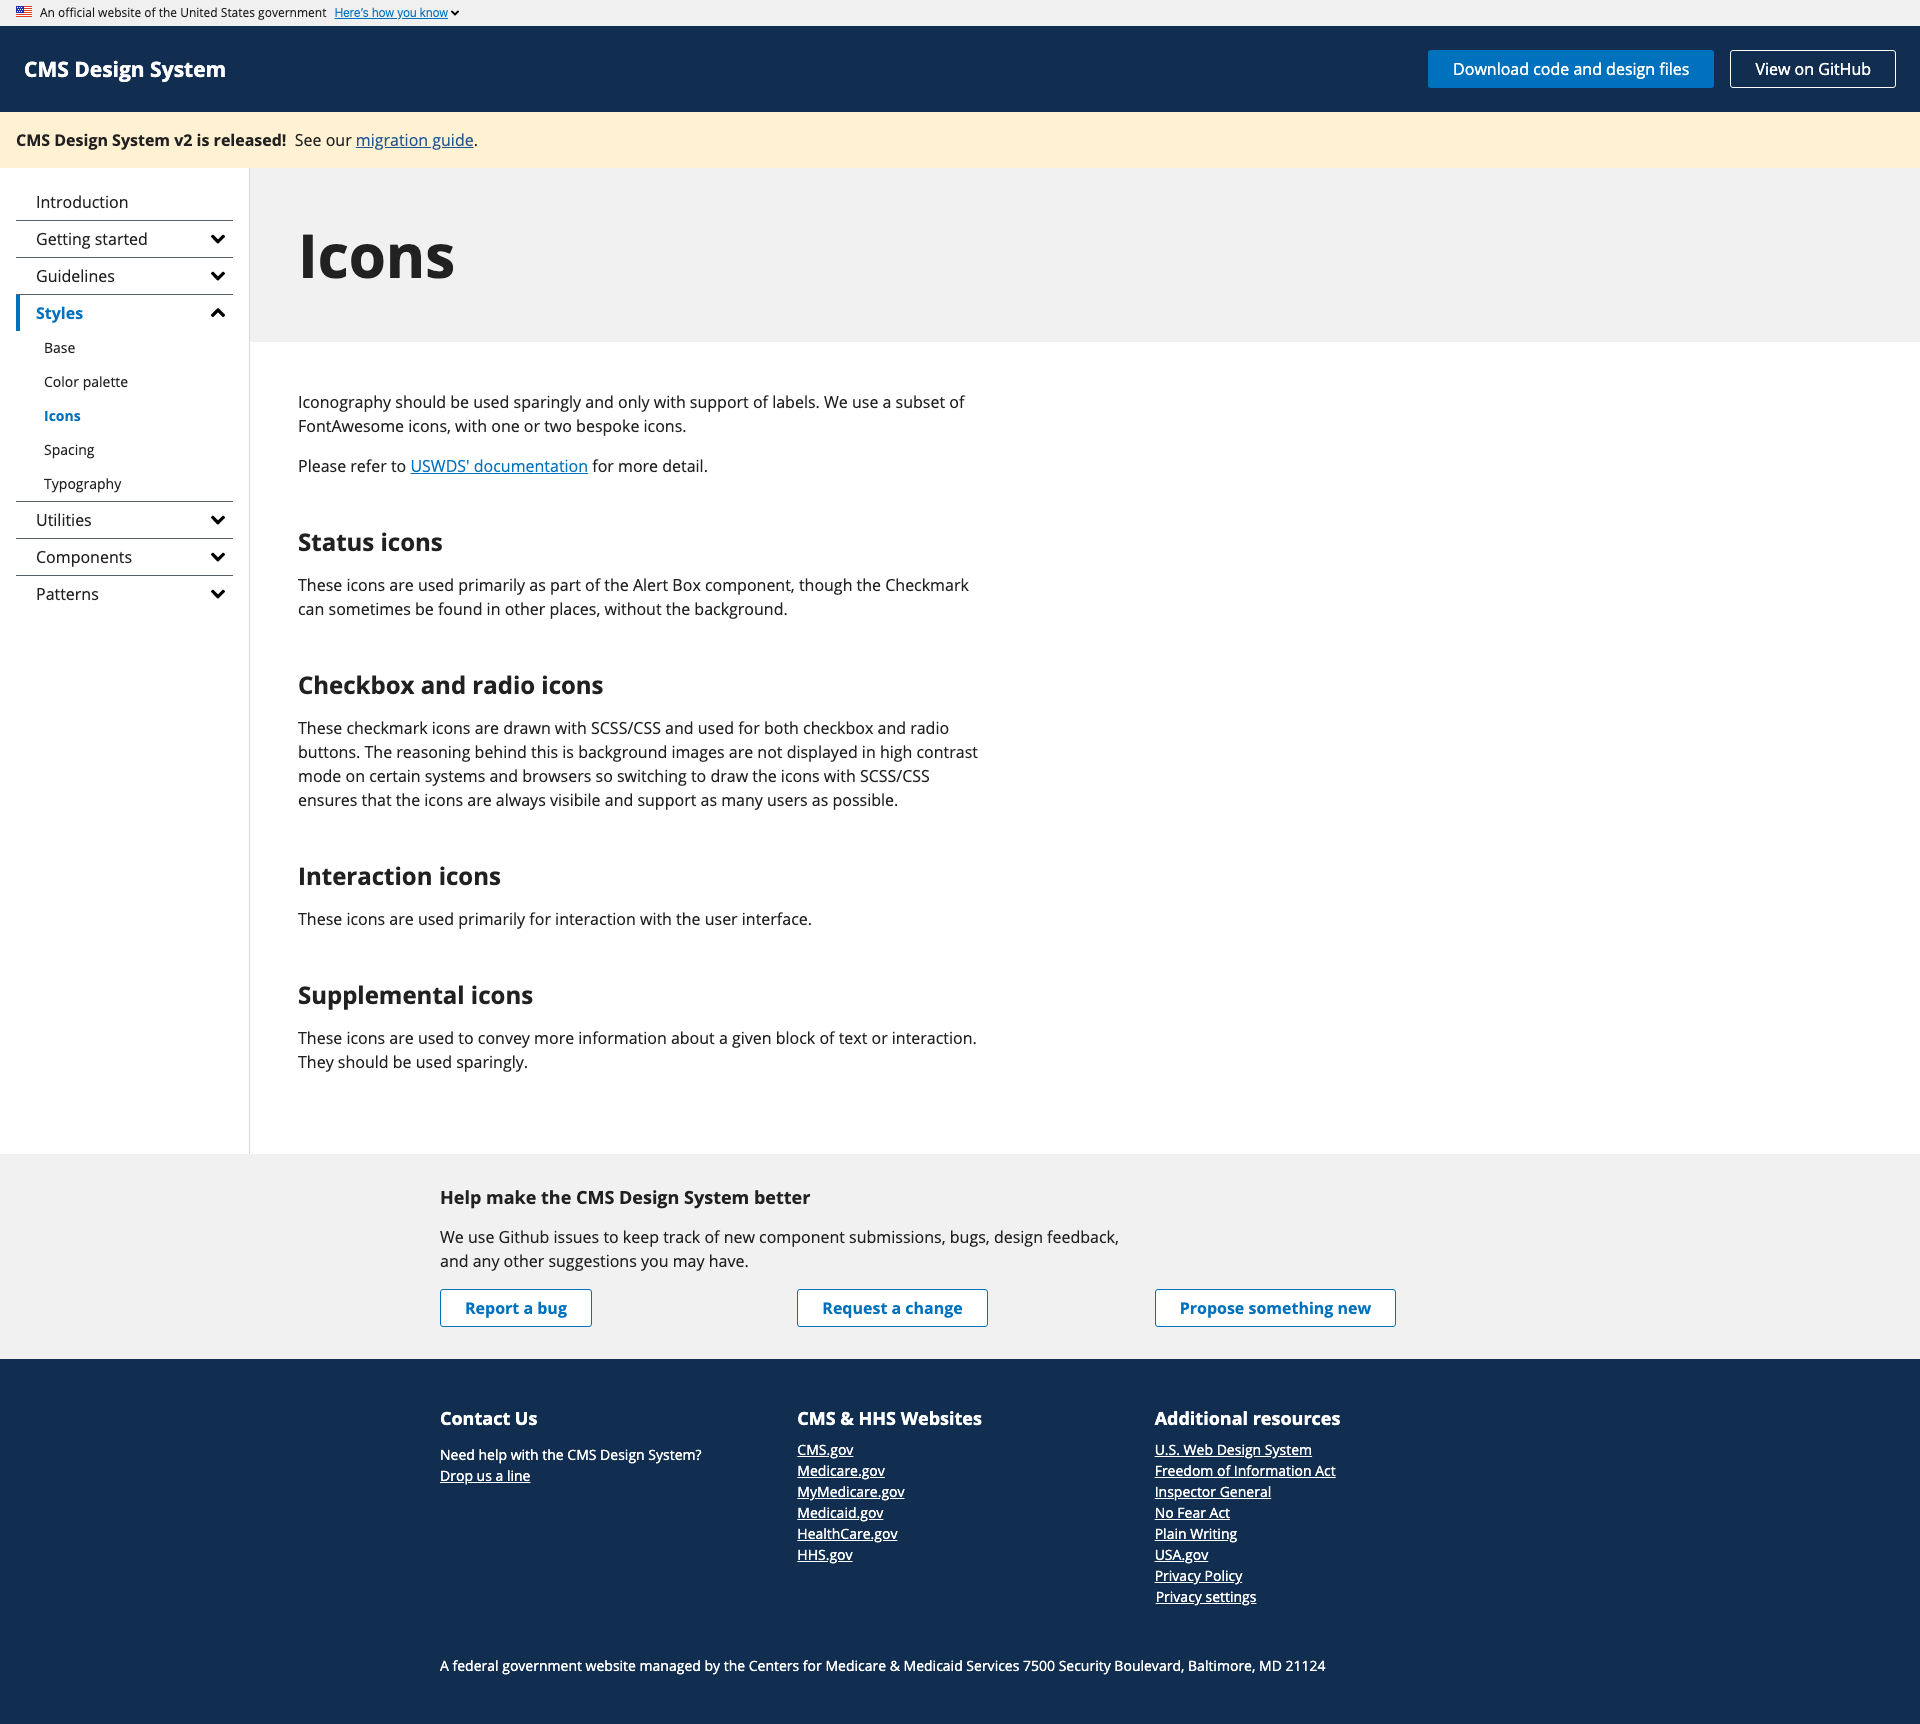 An official website of the United States government Here's how you know
CMS Design System
Download code and design files
View on GitHub
CMS Design System v2 is released! See our migration guide.
Introduction
Getting started
Guidelines
Styles
Base
Color palette
Icons
Spacing
Typography
Utilities
Components
Patterns
Icons
Iconography should be used sparingly and only with support of labels. We use a subset of
FontAwesome icons, with one or two bespoke icons.
Please refer to USWDS' documentation for more detail.
Status icons
These icons are used primarily as part of the Alert Box component, though the Checkmark
can sometimes be found in other places, without the background.
Checkbox and radio icons
These checkmark icons are drawn with SCSS/CSS and used for both checkbox and radio
buttons. The reasoning behind this is background images are not displayed in high contrast
mode on certain systems and browsers so switching to draw the icons with SCSS/CSS
ensures that the icons are always visibile and support as many users as possible.
Interaction icons
These icons are used primarily for interaction with the user interface.
Supplemental icons
These icons are used to convey more information about a given block of text or interaction.
They should be used sparingly.
Help make the CMS Design System better
We use Github issues to keep track of new component submissions, bugs, design feedback,
and any other suggestions you may have.
Report a bug
Request a change
Propose something new
Contact Us
Need help with the CMS Design System?
Drop us a line
CMS & HHS Websites
CMS.gov
Medicare.gov
MyMedicare.gov
Medicaid.gov
HealthCare.gov
HHS.gov
Additional resources
U.S. Web Design System
Freedom of Information Act
Inspector General
No Fear Act
Plain Writing
USA.gov
Privacy Policy
Privacy settings
A federal government website managed by the Centers for Medicare & Medicaid Services 7500 Security Boulevard, Baltimore, MD 21124